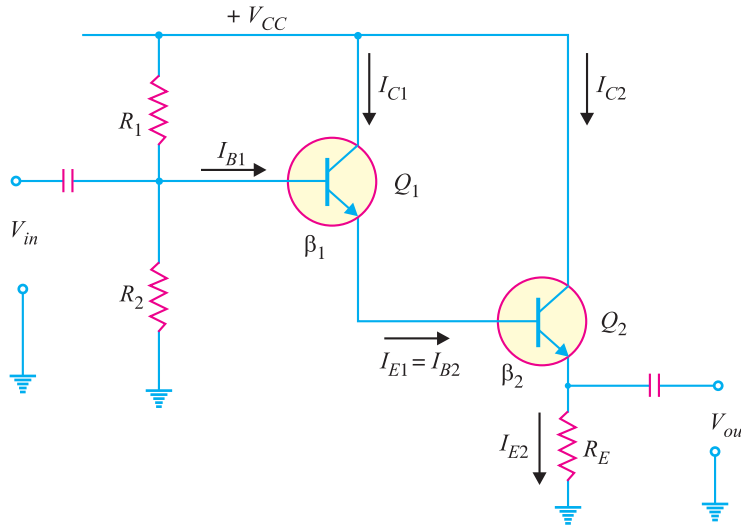 + V_CC
I_C1
I_C2
R_1
I_B1
Q_1
V_in
β_1
R_2
Q_2
I_E1 = I_B2
β_2
V_ou
I_E2
R_E